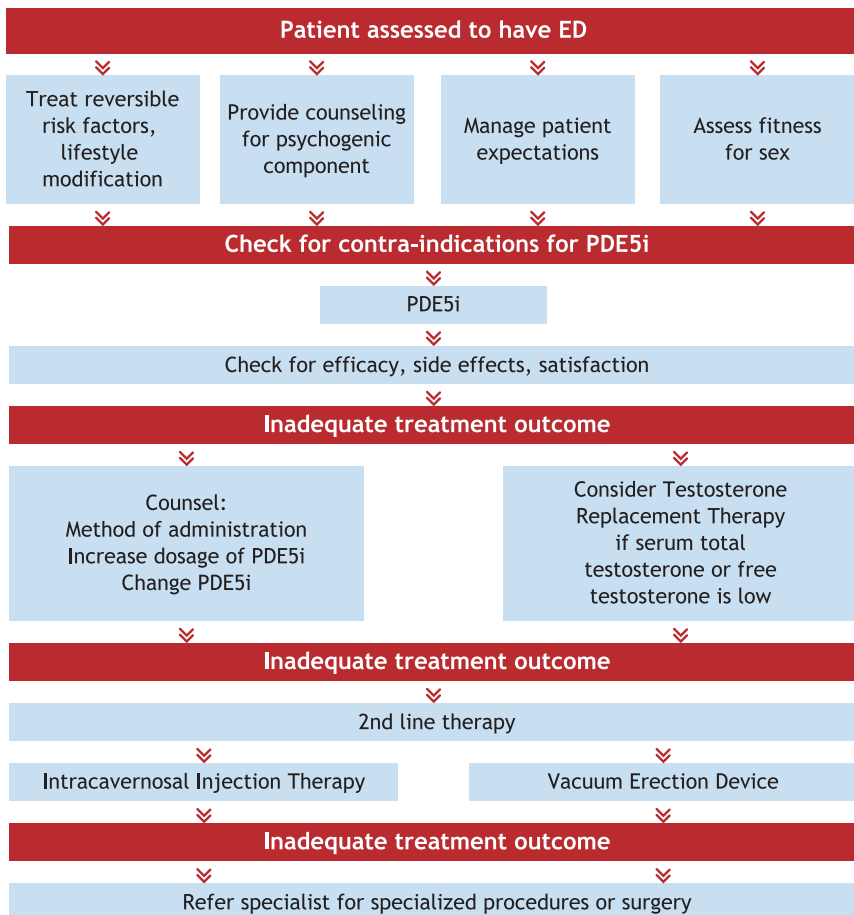 Patient assessed to have ED
Treat reversible
risk factors,
lifestyle
modification
Provide counseling
for psychogenic
component
Manage patient
expectations
Assess fitness
for sex
Check for contra-indications for PDE5i
PDE5i
Check for efficacy, side effects, satisfaction
Inadequate treatment outcome
Counsel:
Method of administration
Increase dosage of PDE5i
Change PDE5i
Consider Testosterone
Replacement Therapy
if serum total
testosterone or free
testosterone is low
Inadequate treatment outcome
2nd line therapy
Intracavernosal Injection Therapy
Vacuum Erection Device
Inadequate treatment outcome
Refer specialist for specialized procedures or surgery